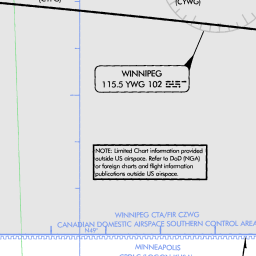 (CYWG)
WINNIPEG
115.5 YWG 102
NOTE: Limited Chart information provided
outside US airspace. Refer to DoD (NGA)
or foreign charts and flight information
publications outside US airspace.
WINNIPEG CTA/FIR CZWG
CANADIAN DOMESTIC AIRSPACE SOUTHERN CONTROL AREA
N49°
MINNEAPOLIS